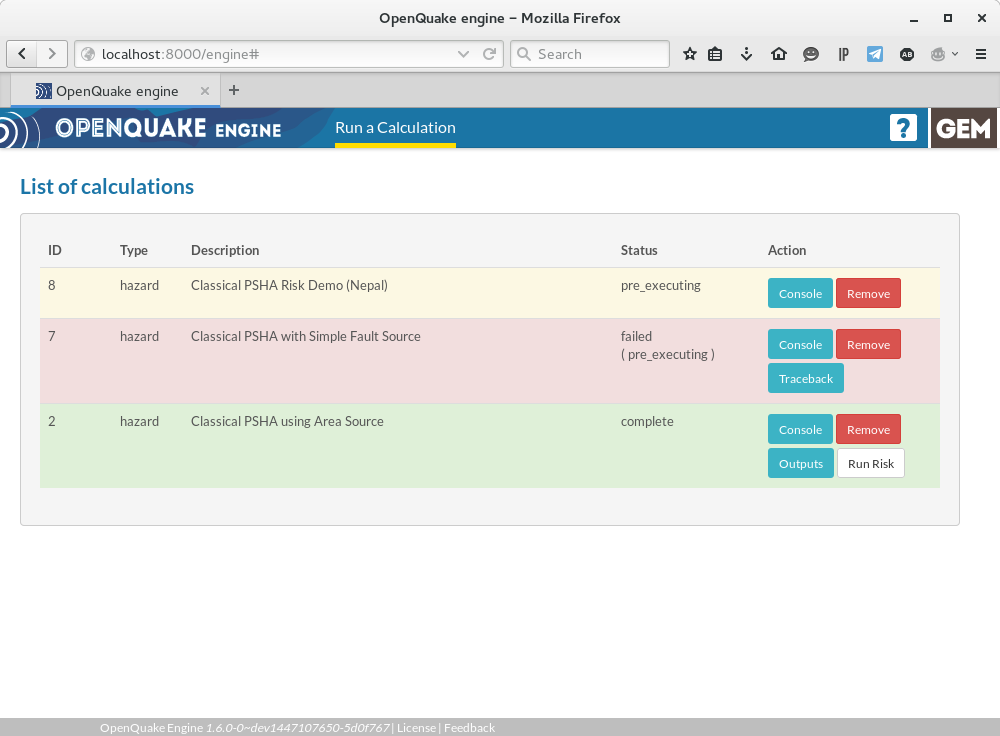 OpenQuake engine – Mozilla Firefox
localhost:8000/engine#
Search
ABP
OpenQuake engine
OPENQUAKE ENGINE
Run a Calculation
?
GEM
List of calculations
ID Type Description Status Action
8 hazard Classical PSHA Risk Demo (Nepal) pre_executing Console Remove
7 hazard Classical PSHA with Simple Fault Source failed Console Remove
( pre_executing )
Traceback
2 hazard Classical PSHA using Area Source complete Console Remove
Outputs Run Risk
OpenQuake Engine 1.6.0-0~dev1447107650-5d0f767 | License | Feedback